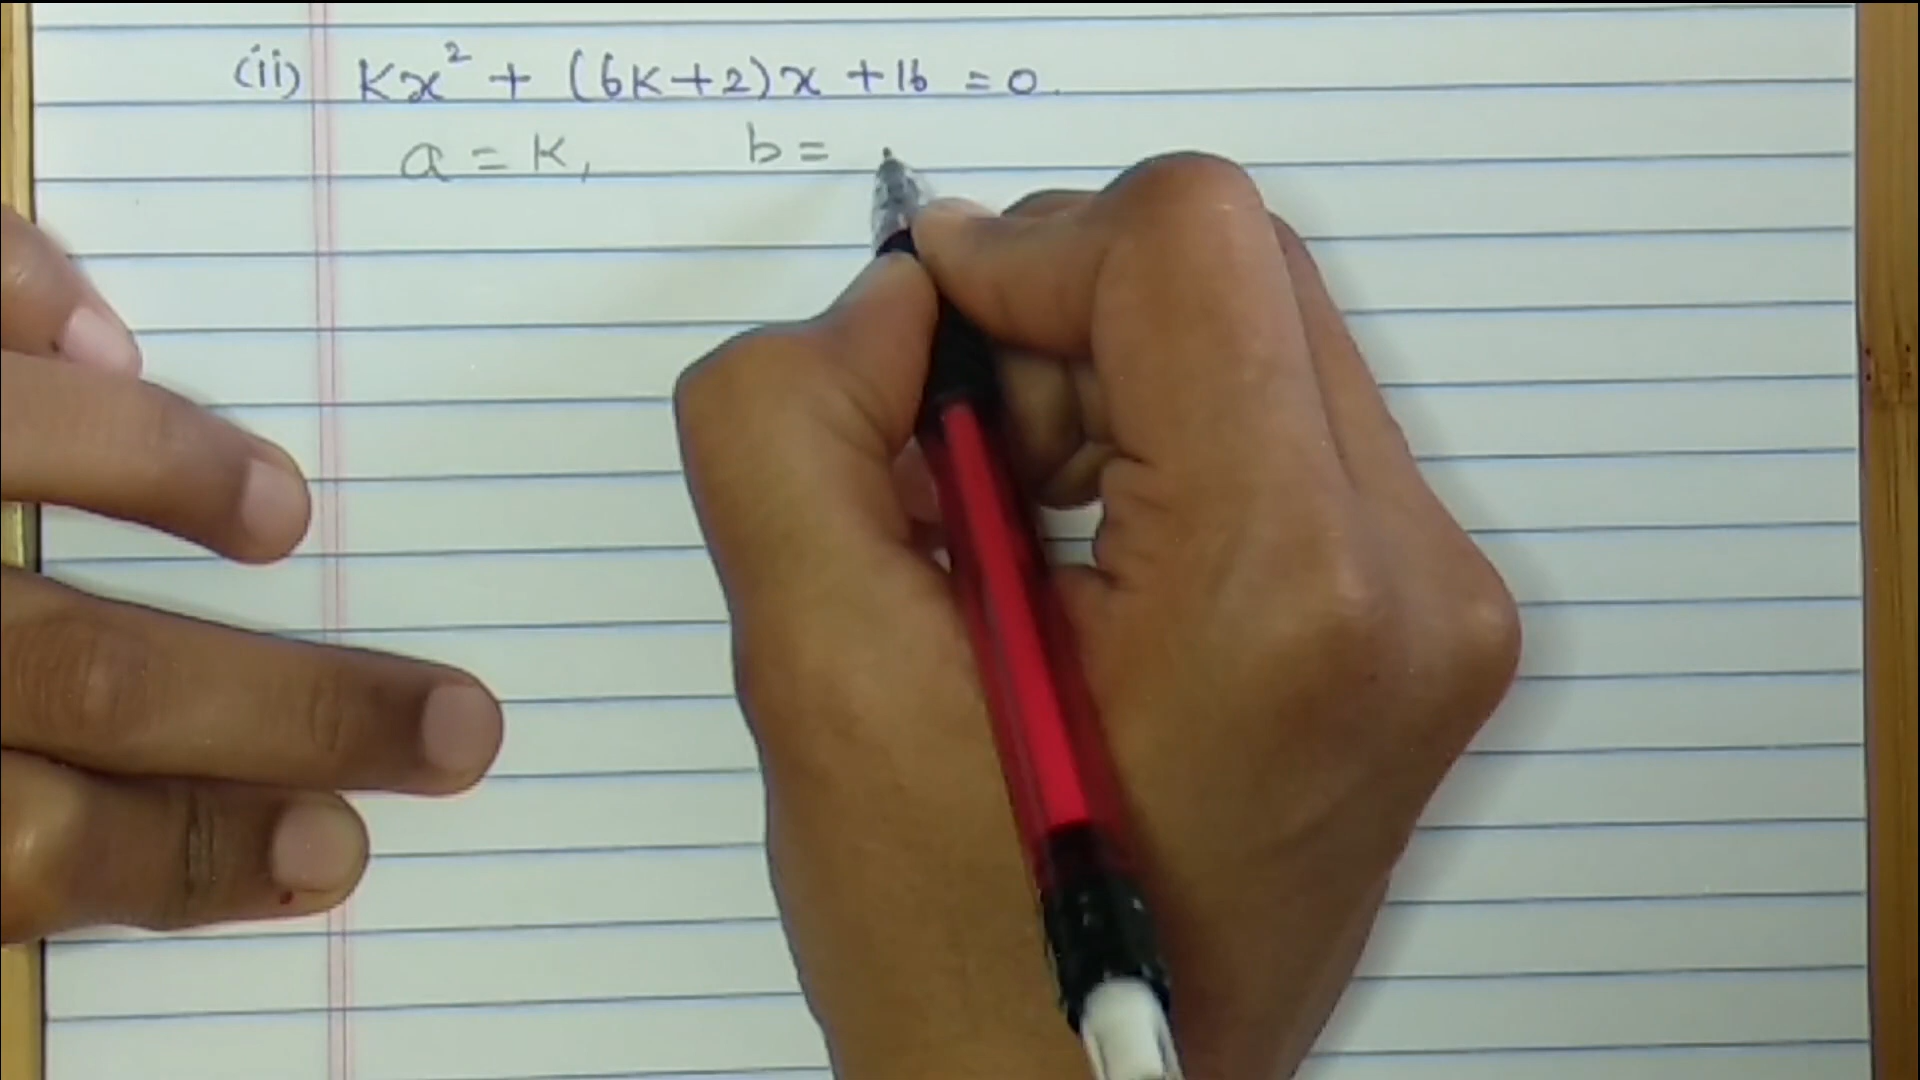 (ii) Kx² + (6K+2)x +16 = 0.
a = K, b =